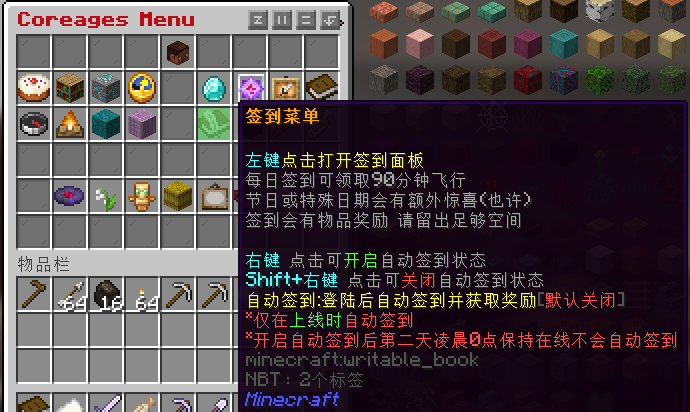 Coreages Menu
签到菜单
左键点击打开签到面板
每日签到可领取90分钟飞行
节日或特殊日期会有额外惊喜(也许)
签到会有物品奖励 请留出足够空间
右键 点击可开启自动签到状态
物品栏
Shift+右键 点击可关闭自动签到状态
16
64
64
自动签到:登陆后自动签到并获取奖励[默认关闭]
*仅在上线时自动签到
*开启自动签到后第二天凌晨0点保持在线不会自动签到
minecraft:writable_book
NBT: 2个标签
Minecraft